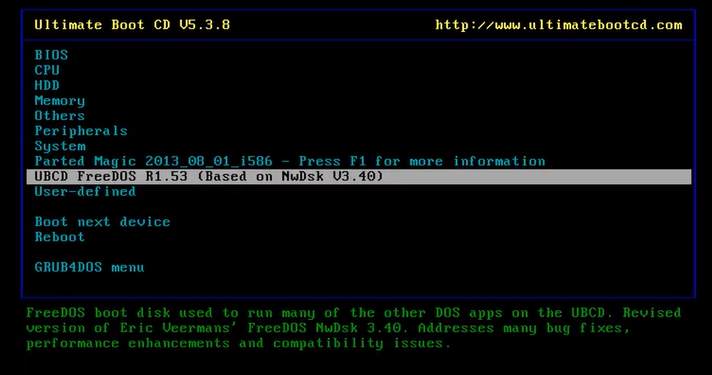 Ultimate Boot CD V5.3.8 http://www.ultimatebootcd.com
BIOS
CPU
HDD
Memory
Others
Peripherals
System
Parted Magic 2013_08_01_i586 - Press F1 for more information
UBCD FreeDOS R1.53 (Based on NwDsk V3.40)
User-defined
Boot next device
Reboot
GRUB4DOS menu
FreeDOS boot disk used to run many of the other DOS apps on the UBCD. Revised
version of Eric Veermans' FreeDOS NwDsk 3.40. Addresses many bug fixes,
performance enhancements and compatibility issues.